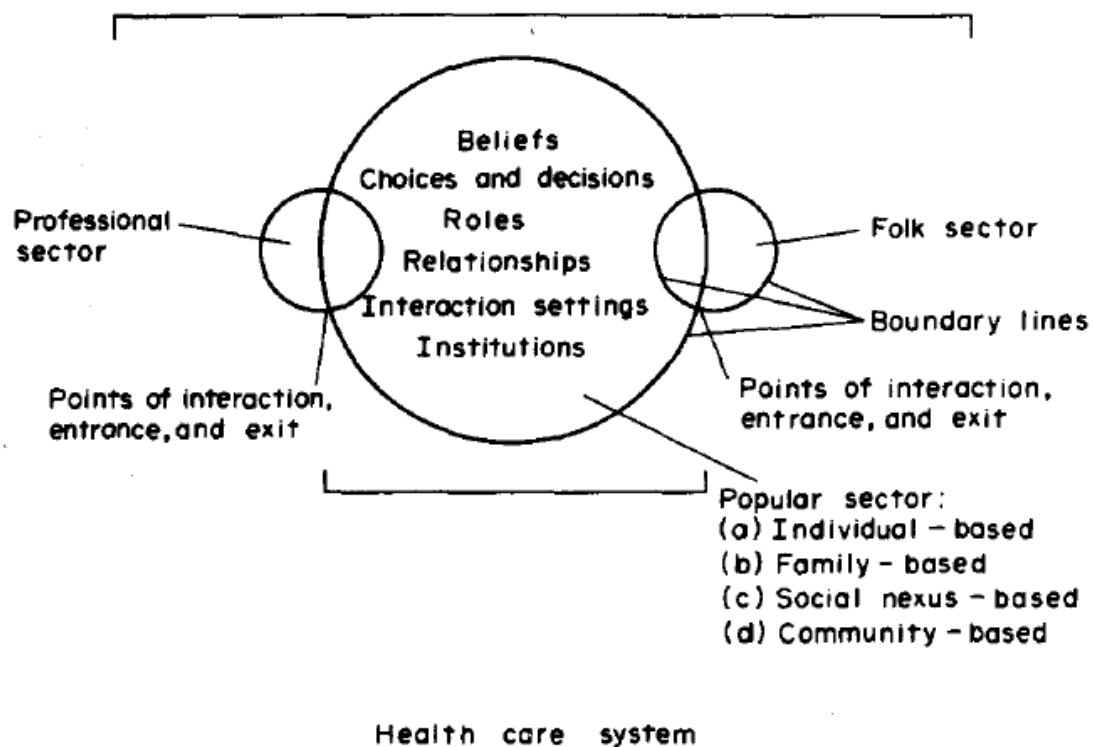 Beliefs
Choices and decisions
Roles
Relationships
Interaction settings
Institutions
Professional
sector
Folk sector
Boundary lines
Points of interaction,
entrance, and exit
Points of interaction,
entrance, and exit
Popular sector:
(a) Individual - based
(b) Family - based
(c) Social nexus - based
(d) Community - based
Health care system